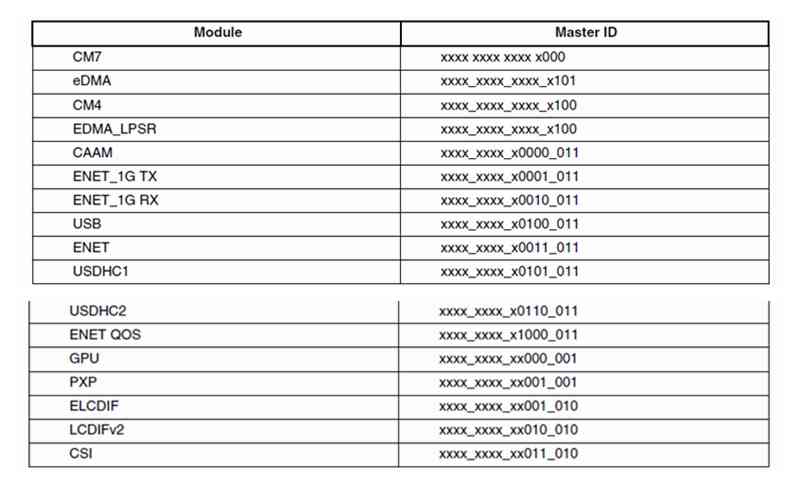 Module Master ID
CM7 xxxx xxxx xxxx x000
eDMA xxxx_xxxx_xxxx_x101
CM4 xxxx_xxxx_xxxx_x100
EDMA_LPSR xxxx_xxxx_xxxx_x100
CAAM xxxx_xxxx_x0000_011
ENET_1G TX xxxx_xxxx_x0001_011
ENET_1G RX xxxx_xxxx_x0010_011
USB xxxx_xxxx_x0100_011
ENET xxxx_xxxx_x0011_011
USDHC1 xxxx_xxxx_x0101_011
USDHC2 xxxx_xxxx_x0110_011
ENET QOS xxxx_xxxx_x1000_011
GPU xxxx_xxxx_xx000_001
PXP xxxx_xxxx_xx001_001
ELCDIF xxxx_xxxx_xx001_010
LCDIFv2 xxxx_xxxx_xx010_010
CSI xxxx_xxxx_xx011_010